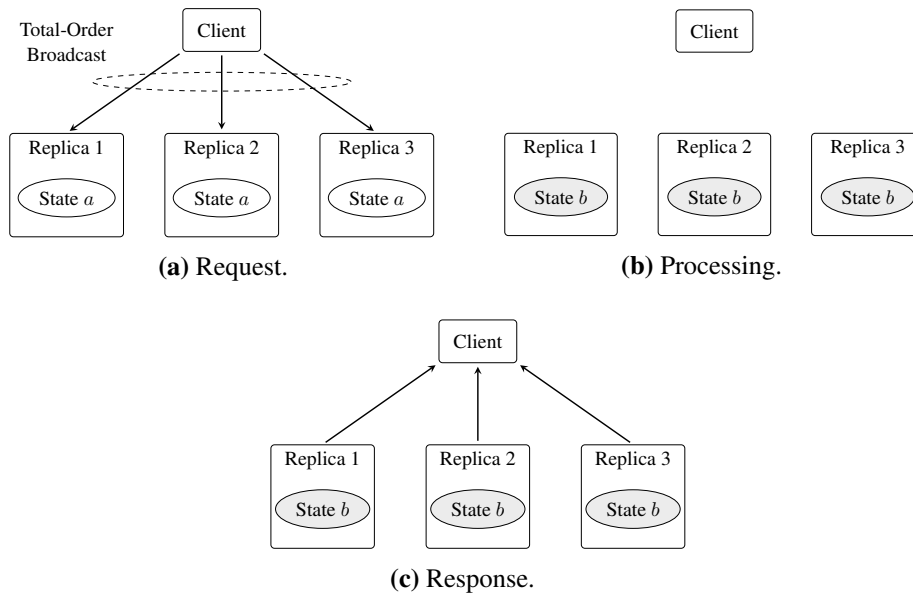 Total-Order
Broadcast
Client
Replica 1
Replica 2
Replica 3
State a
State a
State a
(a) Request.
Client
Replica 1
Replica 2
Replica 3
State b
State b
State b
(b) Processing.
Client
Replica 1
Replica 2
Replica 3
State b
State b
State b
(c) Response.